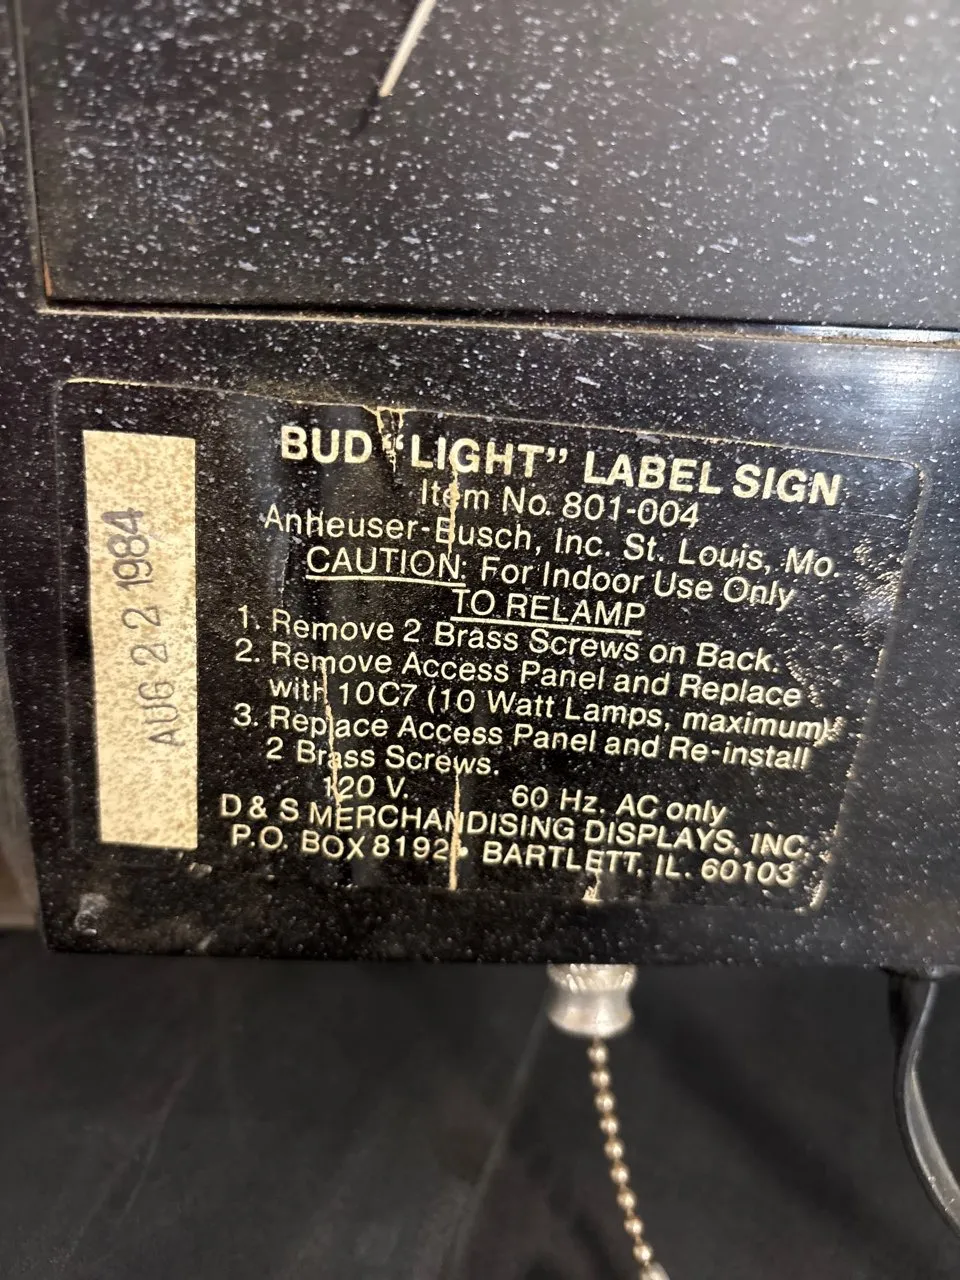 BUD “LIGHT” LABEL SIGN
Item No. 801-004
Anheuser-Busch, Inc. St. Louis, Mo.
CAUTION: For Indoor Use Only
TO RELAMP
1. Remove 2 Brass Screws on Back.
2. Remove Access Panel and Replace
with 10C7 (10 Watt Lamps, maximum)
3. Replace Access Panel and Re-install
2 Brass Screws.
120 V. 60 Hz. AC only
D & S MERCHANDISING DISPLAYS, INC.
P.O. BOX 8192 • BARTLETT, IL. 60103
AUG 22 1984